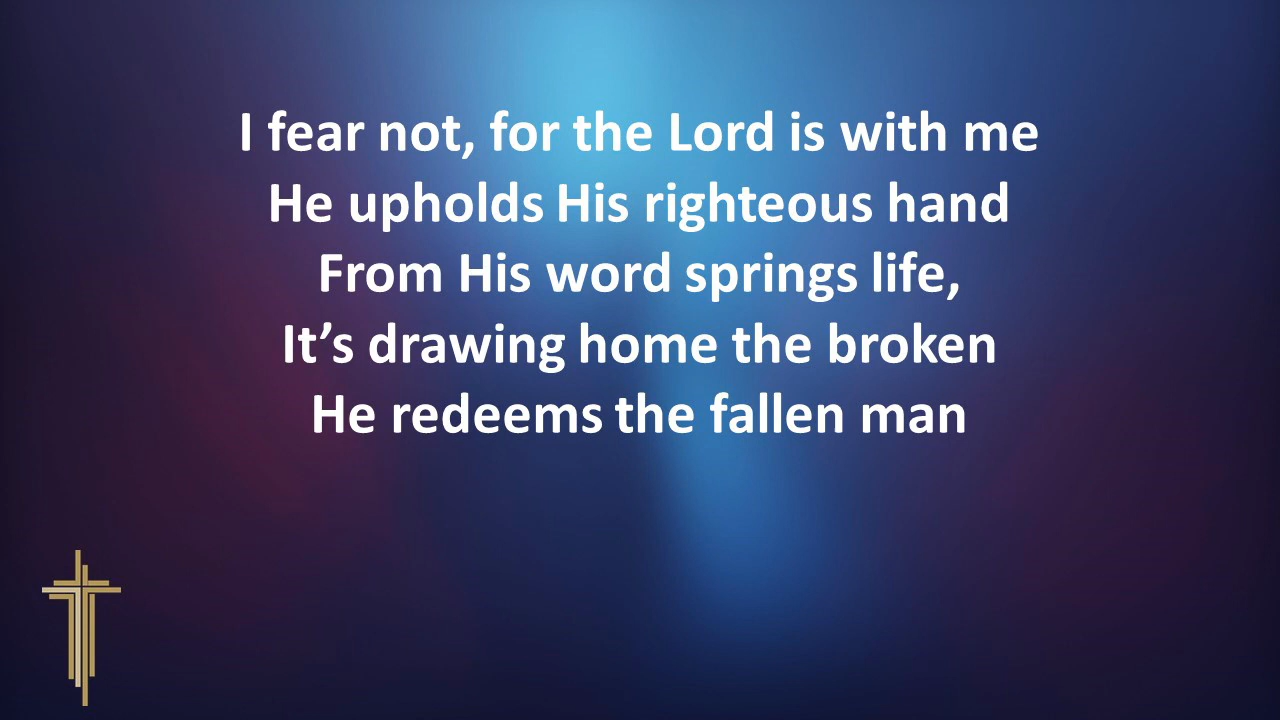 I fear not, for the Lord is with me
He upholds His righteous hand
From His word springs life,
It’s drawing home the broken
He redeems the fallen man